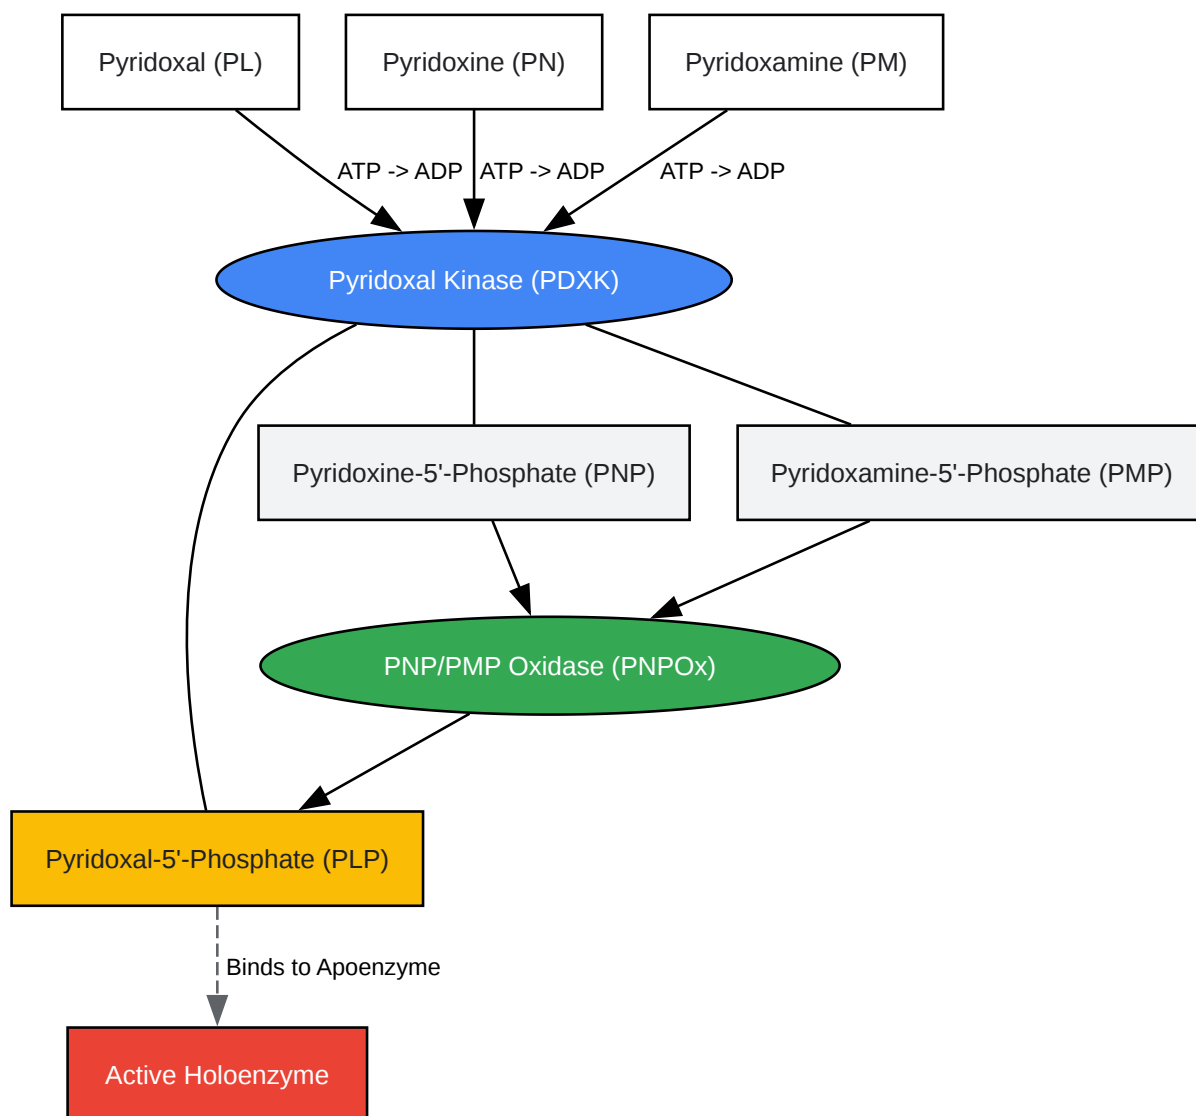 Pyridoxal (PL)
Pyridoxine (PN)
Pyridoxamine (PM)
ATP -> ADP
ATP -> ADP
ATP -> ADP
Pyridoxal Kinase (PDXK)
Pyridoxine-5'-Phosphate (PNP)
Pyridoxamine-5'-Phosphate (PMP)
PNP/PMP Oxidase (PNPOx)
Pyridoxal-5'-Phosphate (PLP)
Binds to Apoenzyme
Active Holoenzyme